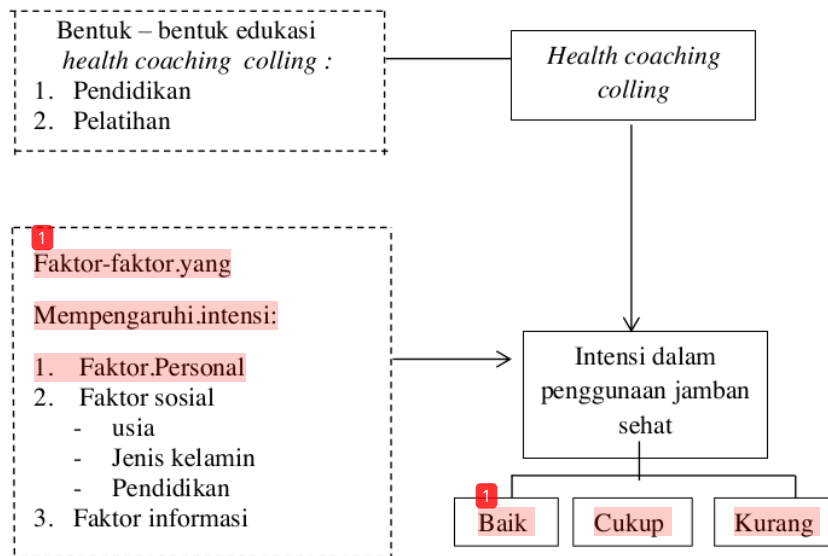 Bentuk – bentuk edukasi
health coaching colling :
1. Pendidikan
2. Pelatihan
Health coaching
colling
1
Faktor-faktor.yang
Mempengaruhi.intensi:
1. Faktor.Personal
2. Faktor sosial
- usia
- Jenis kelamin
- Pendidikan
3. Faktor informasi
Intensi dalam
penggunaan jamban
sehat
1
Baik
Cukup
Kurang